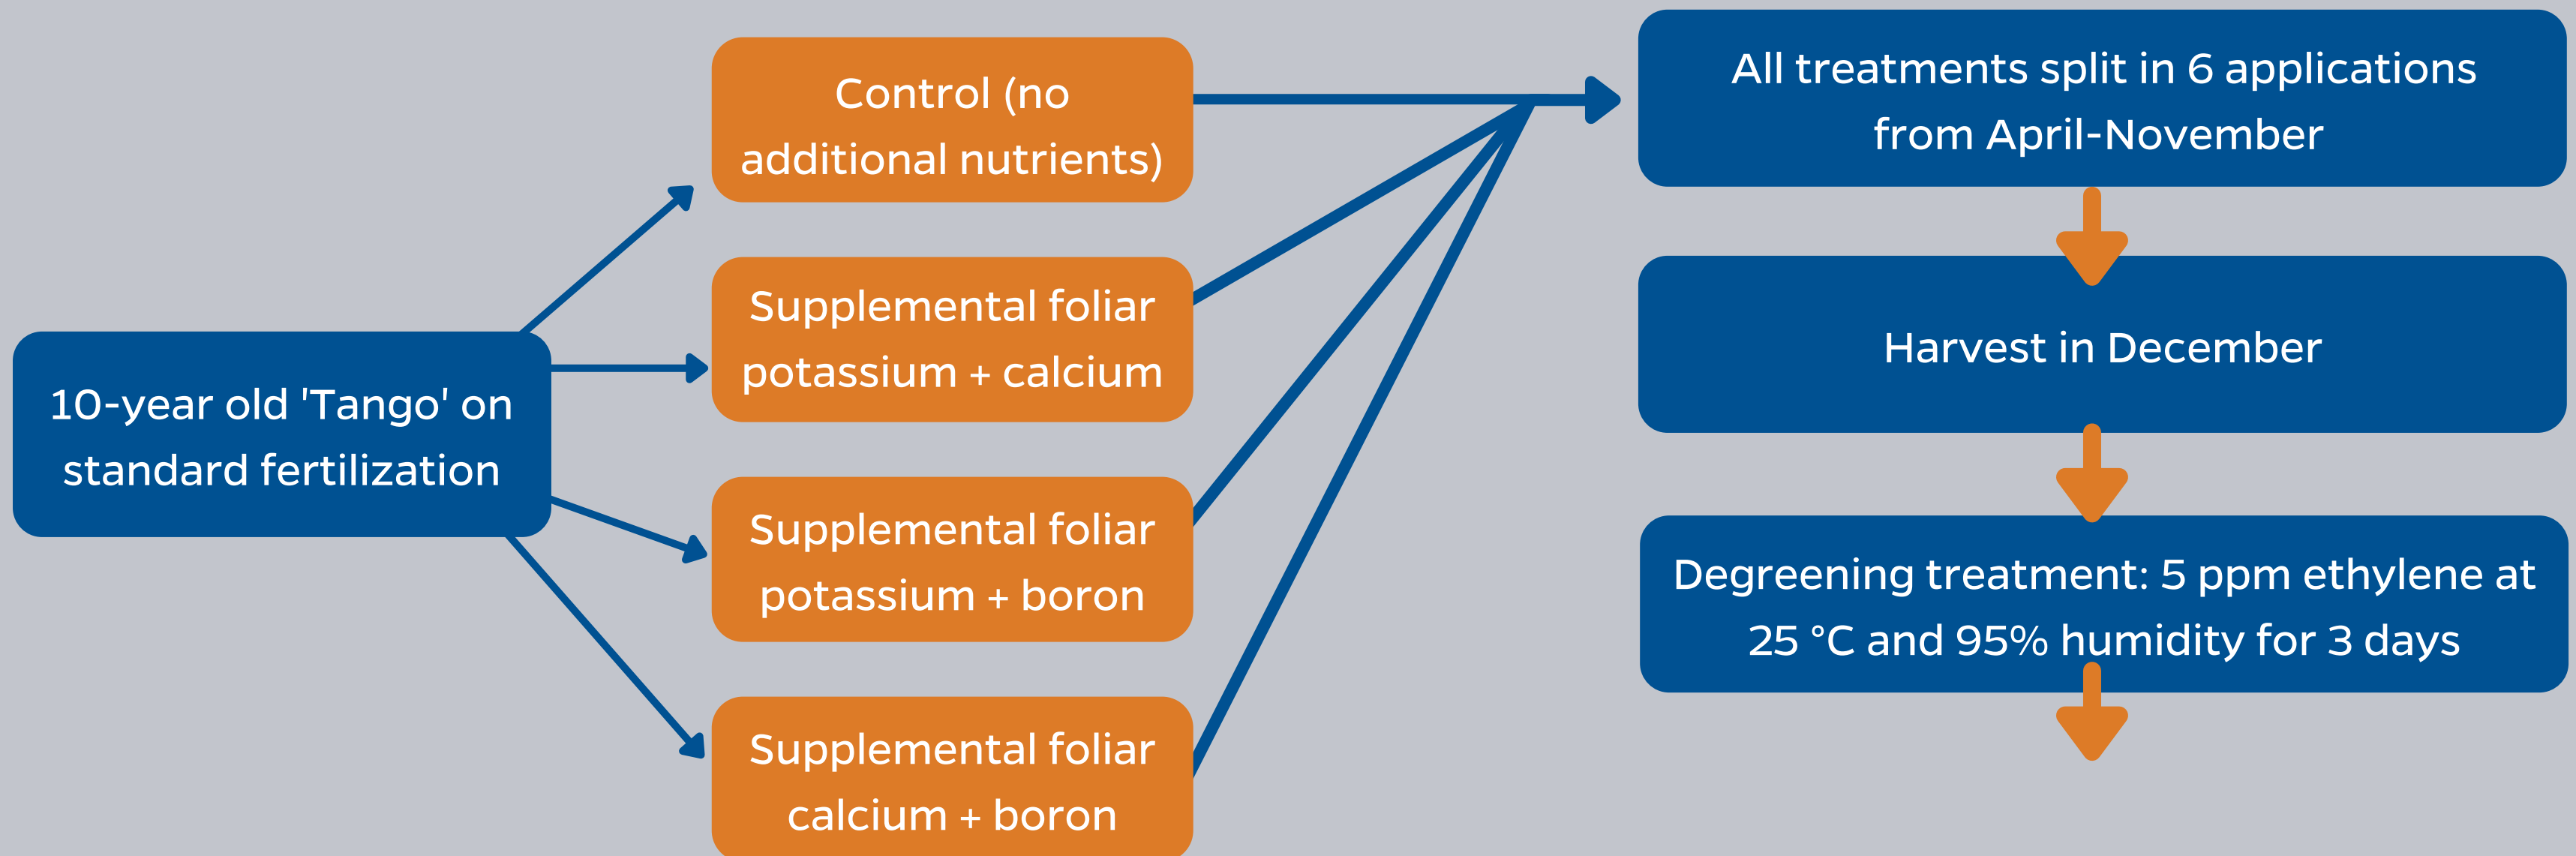 10-year old 'Tango' on
standard fertilization
Control (no
additional nutrients)
Supplemental foliar
potassium + calcium
Supplemental foliar
potassium + boron
Supplemental foliar
calcium + boron
All treatments split in 6 applications
from April-November
Harvest in December
Degreening treatment: 5 ppm ethylene at
25 °C and 95% humidity for 3 days